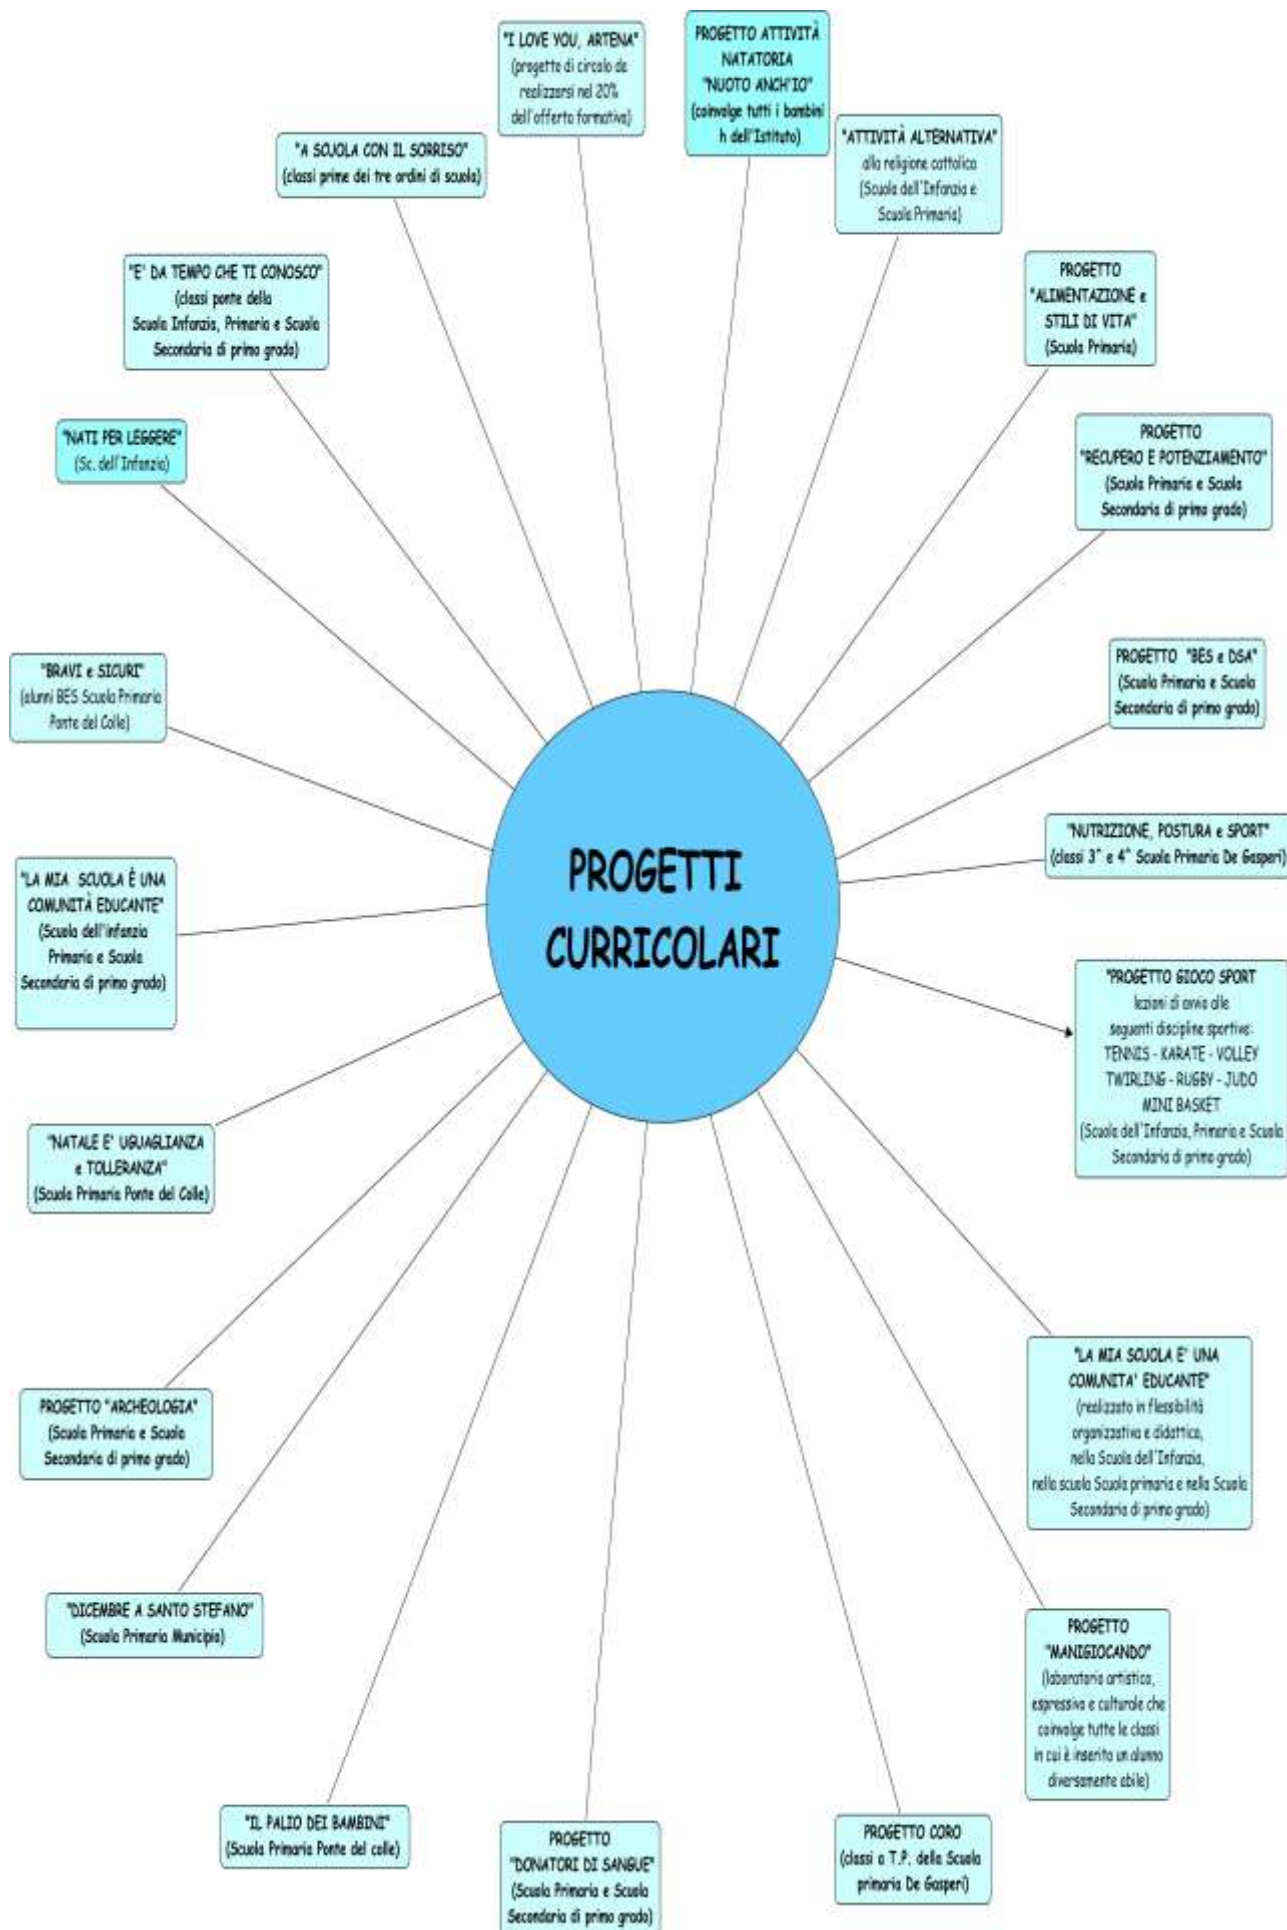 "I LOVE YOU, ARTENA"
(progetto di circolo da
realizzarsi nel 20%
dell'offerta formativa)
PROGETTO ATTIVITÀ
NATATORIA
"NUOTO ANCH'IO"
(coinvolge tutti i bambini
h dell'Istituto)
"ATTIVITÀ ALTERNATIVA"
alla religione cattolica
(Scuola dell'Infanzia e
Scuola Primaria)
"A SCUOLA CON IL SORRISO"
(classi prime dei tre ordini di scuola)
"E' DA TEMPO CHE TI CONOSCO"
(classi ponte della
Scuola Infanzia, Primaria e Scuola
Secondaria di primo grado)
PROGETTO
"ALIMENTAZIONE e
STILI DI VITA"
(Scuola Primaria)
"NATI PER LEGGERE"
(Sc. dell'Infanzia)
PROGETTO
"RECUPERO E POTENZIAMENTO"
(Scuola Primaria e Scuola
Secondaria di primo grado)
"BRAVI e SICURI"
(alunni BES Scuola Primaria
Ponte del Colle)
PROGETTO "BES e DSA"
(Scuola Primaria e Scuola
Secondaria di primo grado)
"NUTRIZIONE, POSTURA e SPORT"
(classi 3^ e 4^ Scuola Primaria De Gasperi)
PROGETTI
CURRICOLARI
"LA MIA SCUOLA È UNA
COMUNITÀ EDUCANTE"
(Scuola dell'infanzia
Primaria e Scuola
Secondaria di primo grado)
"PROGETTO GIOCO SPORT
lezioni di avvio alle
seguenti discipline sportive:
TENNIS - KARATE - VOLLEY
TWIRLING - RUGBY - JUDO
MINI BASKET
(Scuola dell'Infanzia, Primaria e Scuola
Secondaria di primo grado)
"NATALE E' UGUAGLIANZA
e TOLLERANZA"
(Scuola Primaria Ponte del Colle)
"LA MIA SCUOLA E' UNA
COMUNITA' EDUCANTE"
(realizzato in flessibilità
organizzativa e didattica,
nella Scuola dell'Infanzia,
nella scuola Scuola primaria e nella Scuola
Secondaria di primo grado)
PROGETTO "ARCHEOLOGIA"
(Scuola Primaria e Scuola
Secondaria di primo grado)
"DICEMBRE A SANTO STEFANO"
(Scuola Primaria Municipio)
PROGETTO
"MANIGIOCANDO"
(laboratorio artistico,
espressivo e culturale che
coinvolge tutte le classi
in cui è inserito un alunno
diversamente abile)
"IL PALIO DEI BAMBINI"
(Scuola Primaria Ponte del colle)
PROGETTO
"DONATORI DI SANGUE"
(Scuola Primaria e Scuola
Secondaria di primo grado)
PROGETTO CORO
(classi a T.P. della Scuola
primaria De Gasperi)